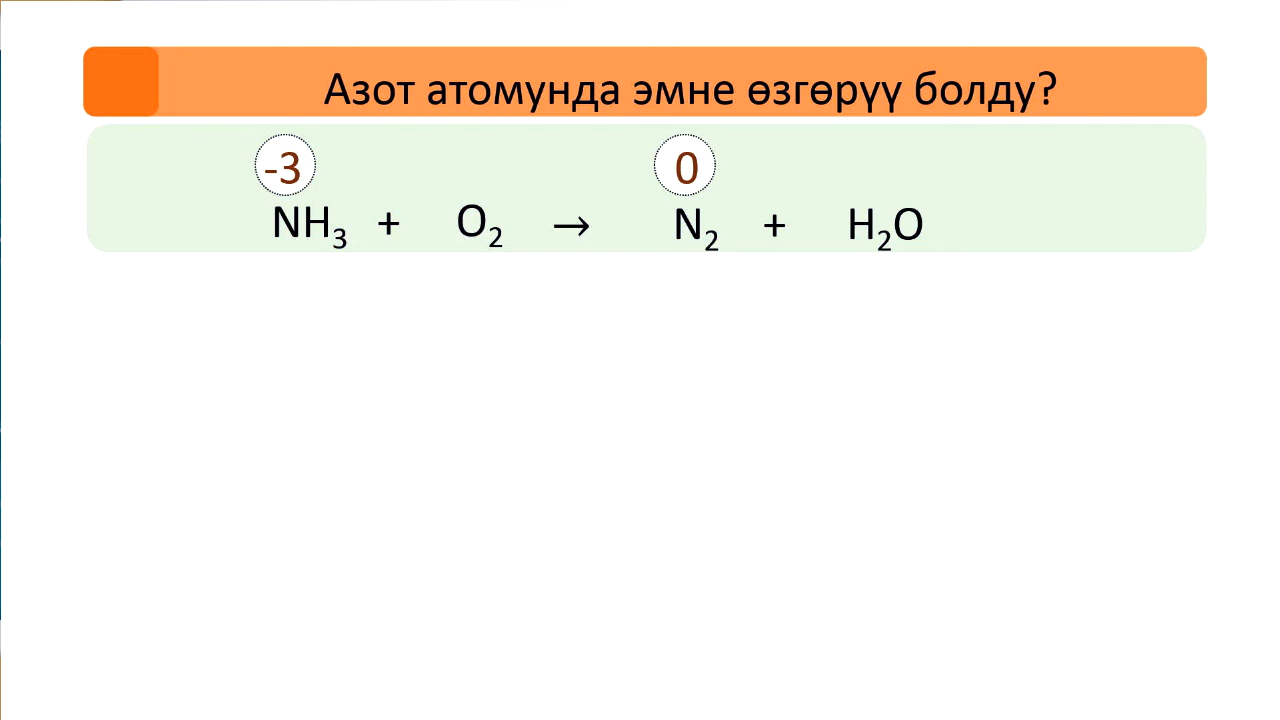 Азот атомунда эмне өзгөрүү болду?
-3 0
NH₃ + O₂ → N₂ + H₂O